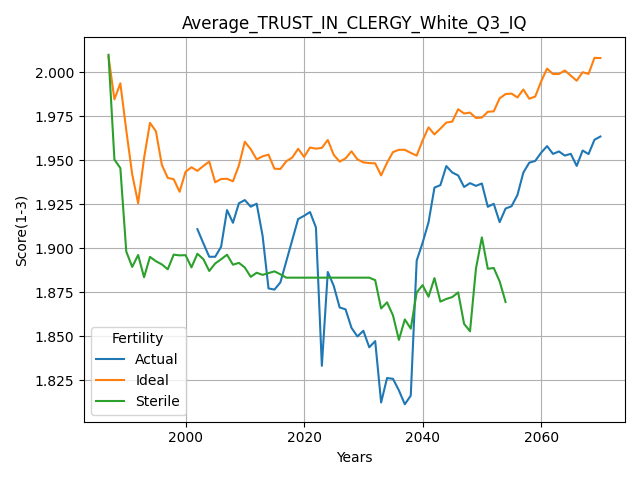 Average_TRUST_IN_CLERGY_White_Q3_IQ
Score(1-3)
2.000
1.975
1.950
1.925
1.900
1.875
1.850
1.825
Fertility
Actual
Ideal
Sterile
2000
2020
2040
2060
Years